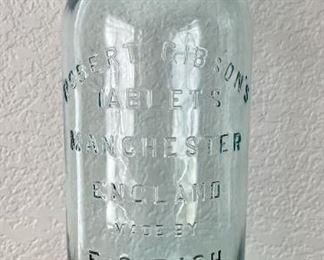 ROBERT GIBSON'S
TABLETS
MANCHESTER
ENGLAND
MADE BY
F. G.